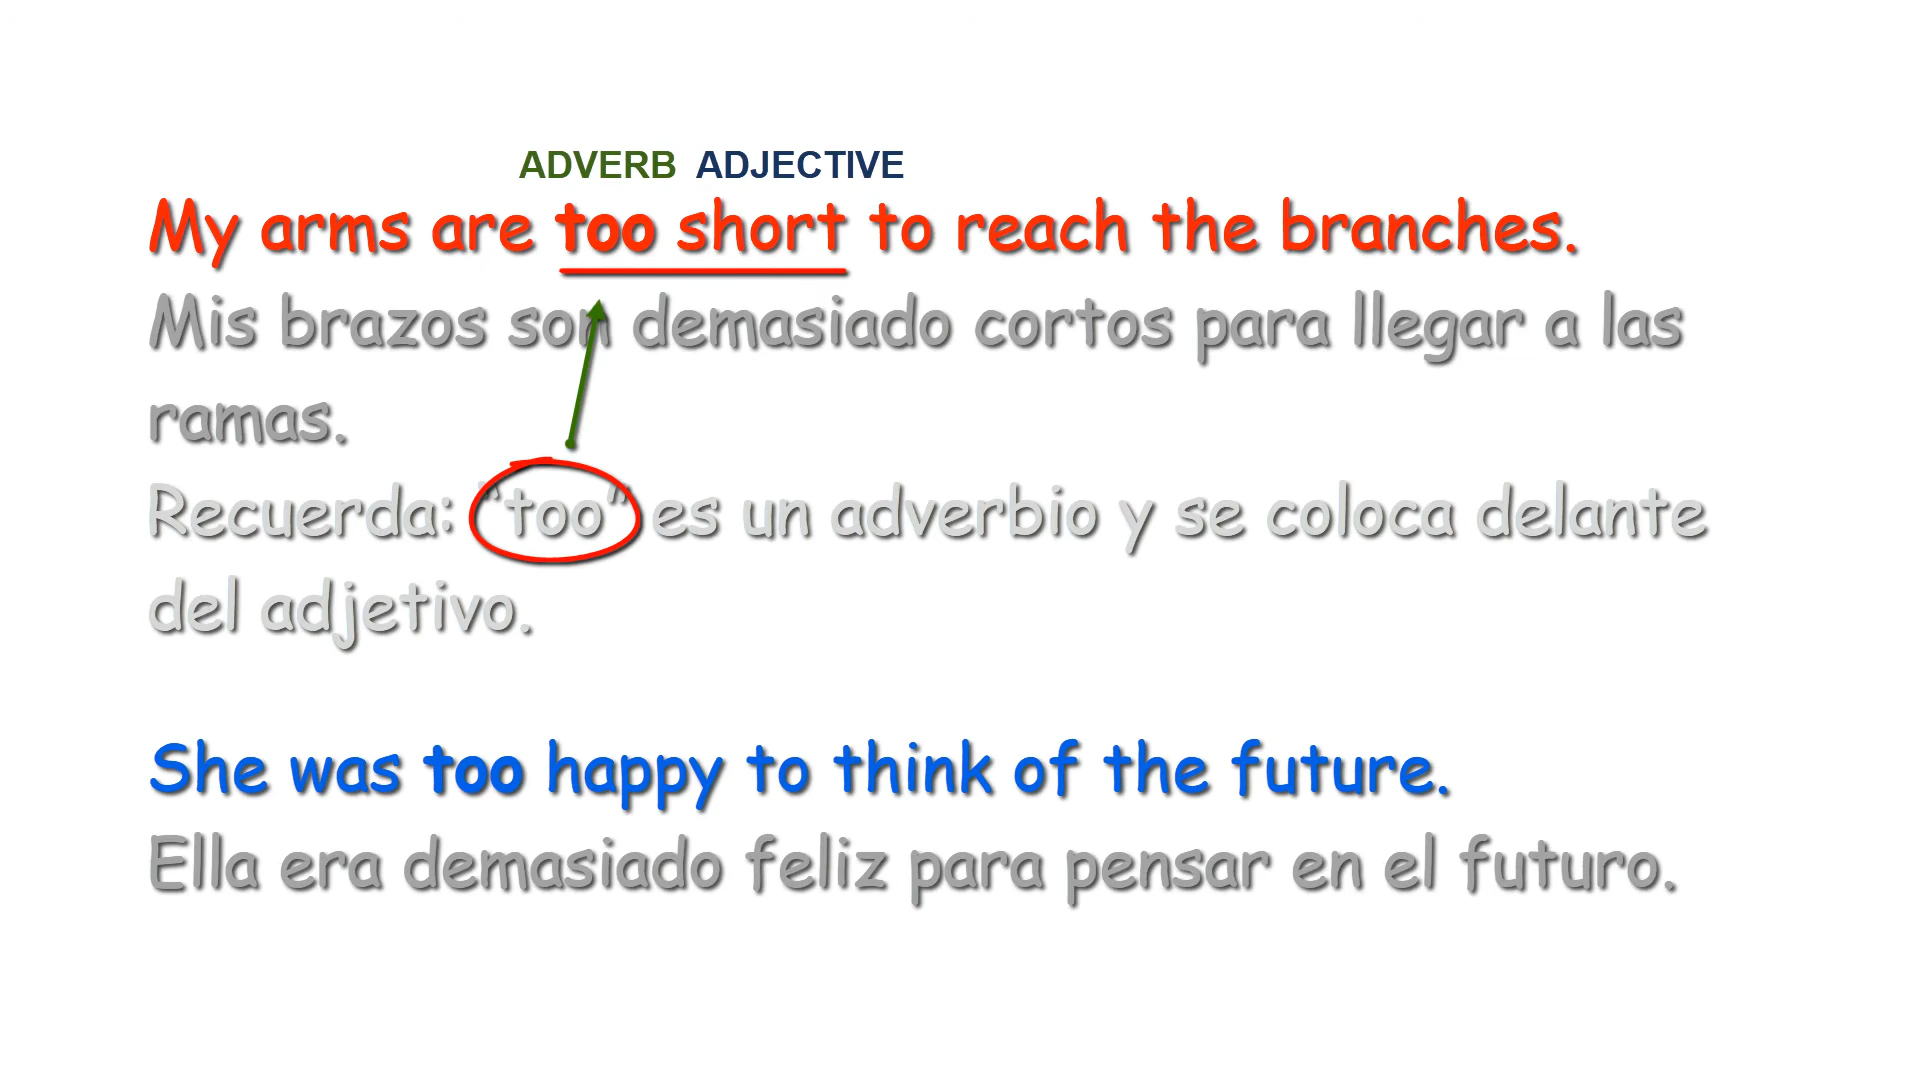 ADVERB ADJECTIVE
My arms are too short to reach the branches.
Mis brazos son demasiado cortos para llegar a las
ramas.
Recuerda: "too" es un adverbio y se coloca delante
del adjetivo.
She was too happy to think of the future.
Ella era demasiado feliz para pensar en el futuro.